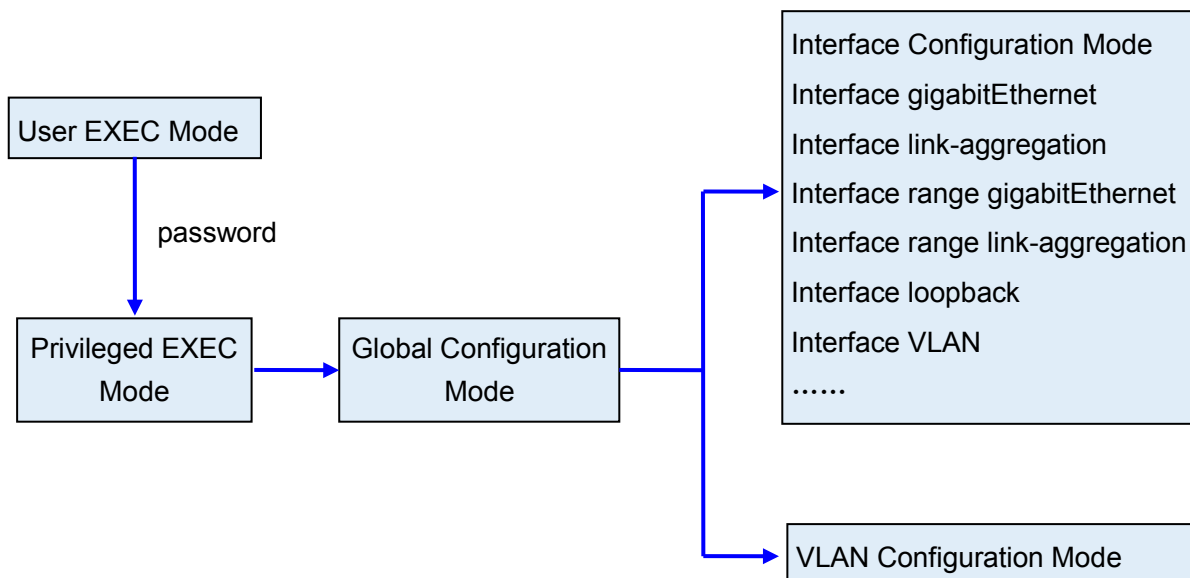 User EXEC Mode
password
Privileged EXEC
Mode
Global Configuration
Mode
Interface Configuration Mode
Interface gigabitEthernet
Interface link-aggregation
Interface range gigabitEthernet
Interface range link-aggregation
Interface loopback
Interface VLAN
……
VLAN Configuration Mode